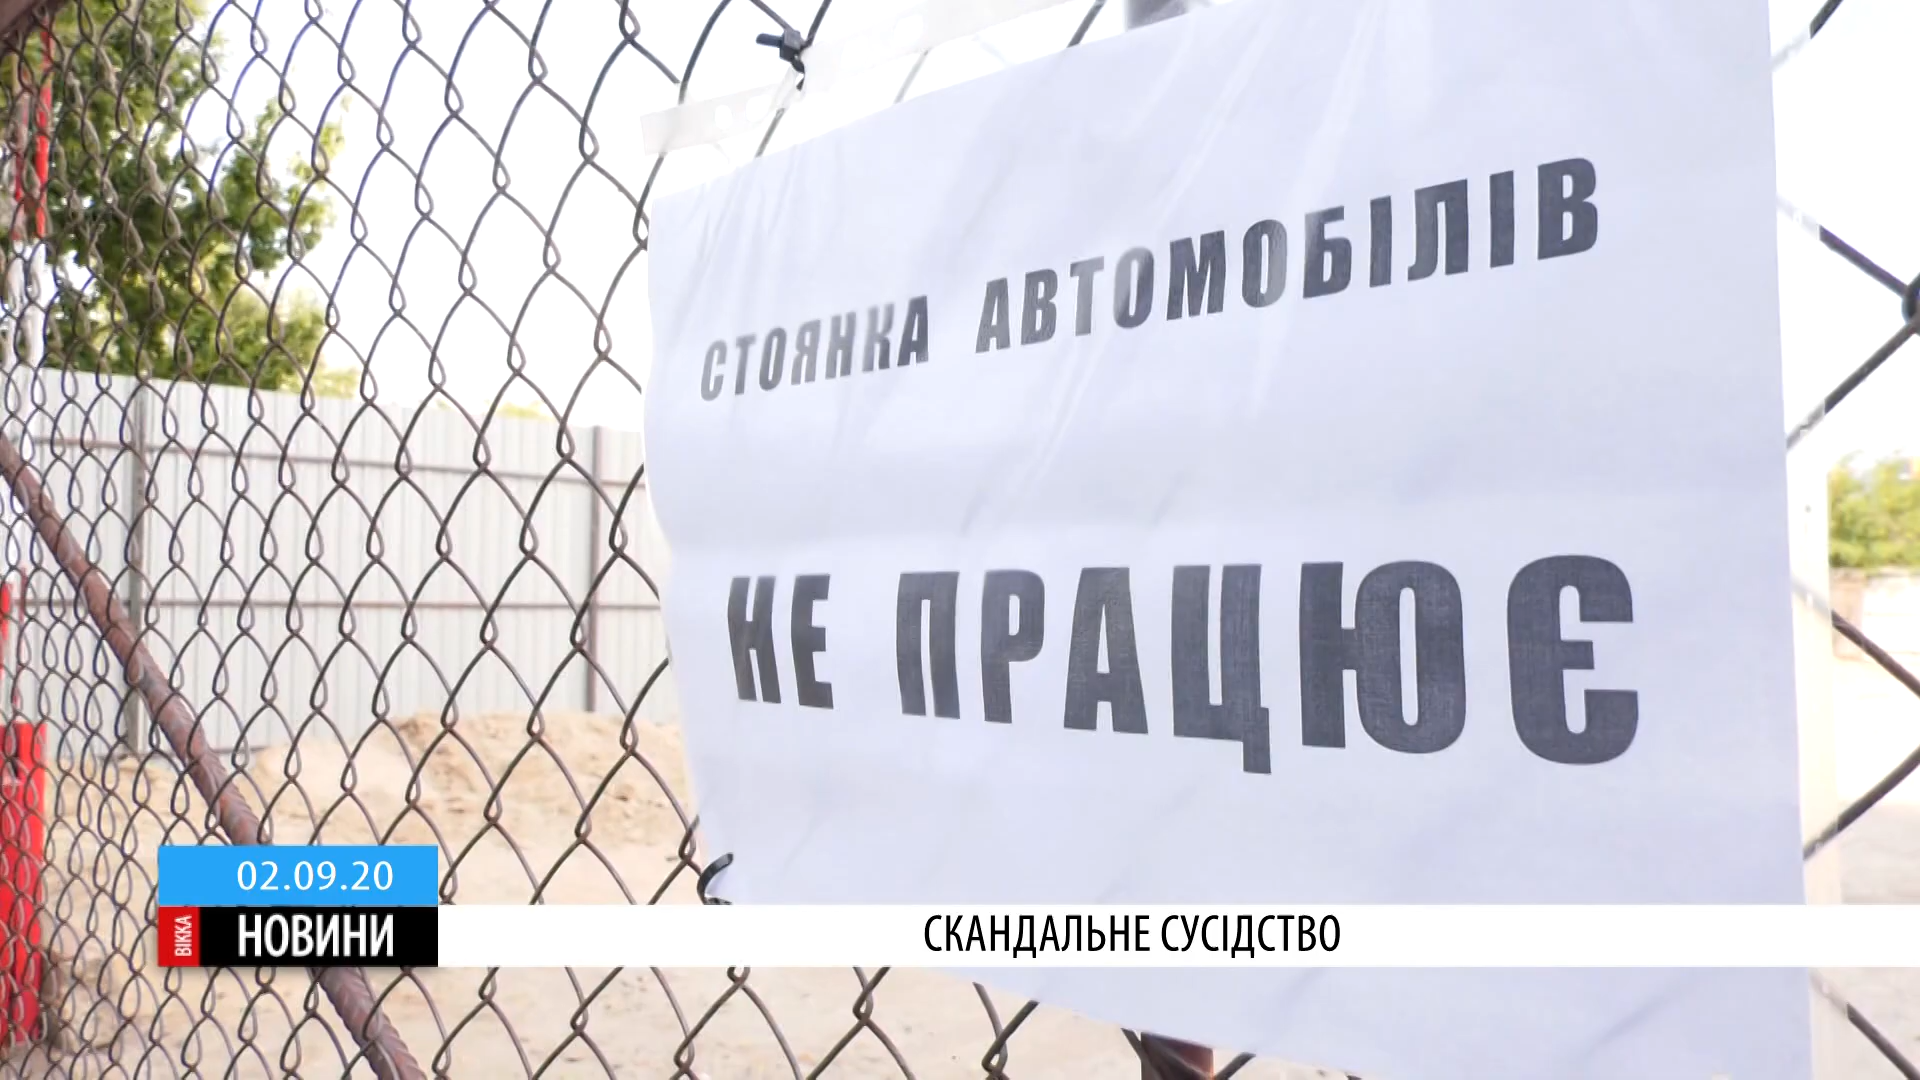 СТОЯНКА АВТОМОБІЛІВ
НЕ ПРАЦЮЄ
02.09.20
ВІККА
НОВИНИ
СКАНДАЛЬНЕ СУСІДСТВО